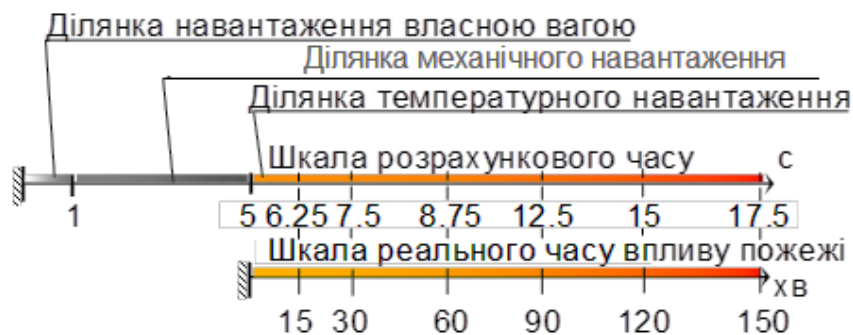 Ділянка навантаження власною вагою
Ділянка механічного навантаження
Ділянка температурного навантаження
Шкала розрахункового часу с
1 5 6.25 7.5 8.75 12.5 15 17.5
Шкала реального часу впливу пожежі
хв
15 30 60 90 120 150